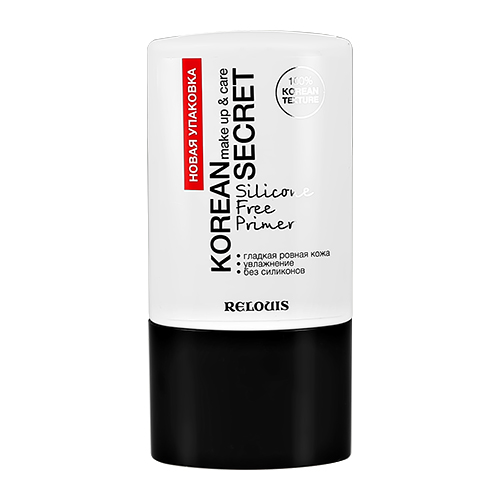 НОВАЯ УПАКОВКА
KOREAN
make up & care
SECRET
100%
KOREAN
TEXTURE
Silicone
Free
Primer
• гладкая ровная кожа
• увлажнение
• без силиконов
RELOUIS